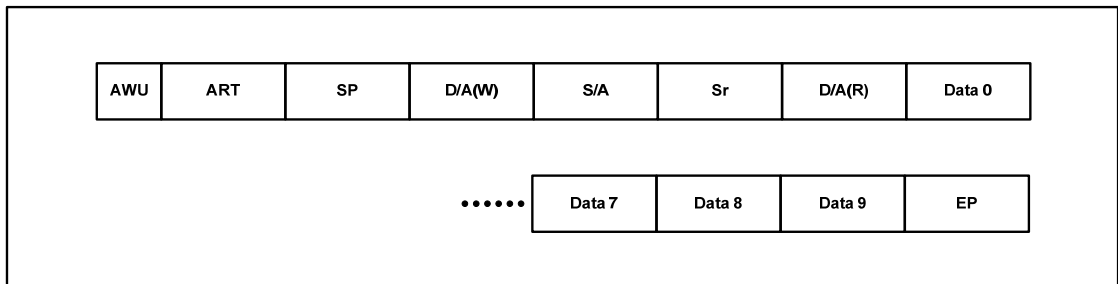 AWU ART SP D/A(W) S/A Sr D/A(R) Data 0
...... Data 7 Data 8 Data 9 EP